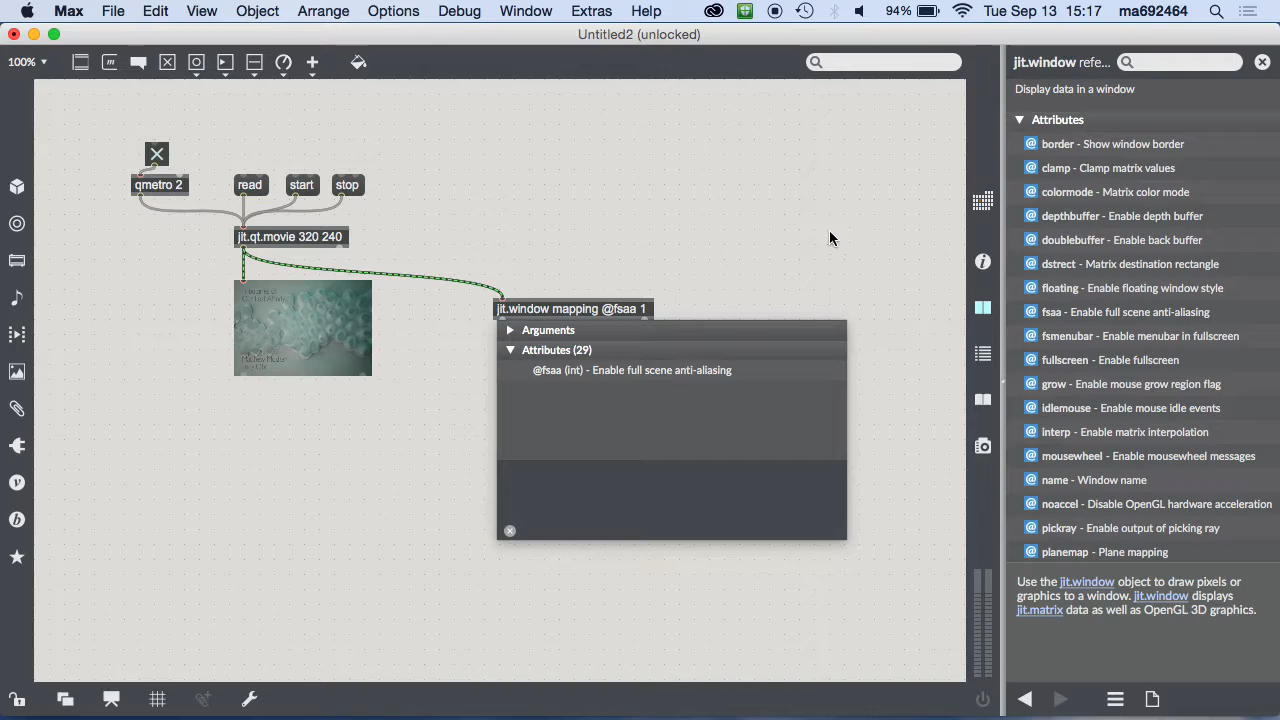 Max File Edit View Object Arrange Options Debug Window Extras Help 94% Tue Sep 13 15:17 ma692464
Untitled2 (unlocked)
100%
jit.window refe...
Display data in a window
Attributes
border - Show window border
clamp - Clamp matrix values
colormode - Matrix color mode
depthbuffer - Enable depth buffer
doublebuffer - Enable back buffer
dstrect - Matrix destination rectangle
floating - Enable floating window style
fsaa - Enable full scene anti-aliasing
fsmenubar - Enable menubar in fullscreen
fullscreen - Enable fullscreen
grow - Enable mouse grow region flag
idlemouse - Enable mouse idle events
interp - Enable matrix interpolation
mousewheel - Enable mousewheel messages
name - Window name
noaccel - Disable OpenGL hardware acceleration
pickray - Enable output of picking ray
planemap - Plane mapping
Use the jit.window object to draw pixels or
graphics to a window. jit.window displays
jit.matrix data as well as OpenGL 3D graphics.
qmetro 2 read start stop
jit.qt.movie 320 240
jit.window mapping @fsaa 1
Arguments
Attributes (29)
@fsaa (int) - Enable full scene anti-aliasing